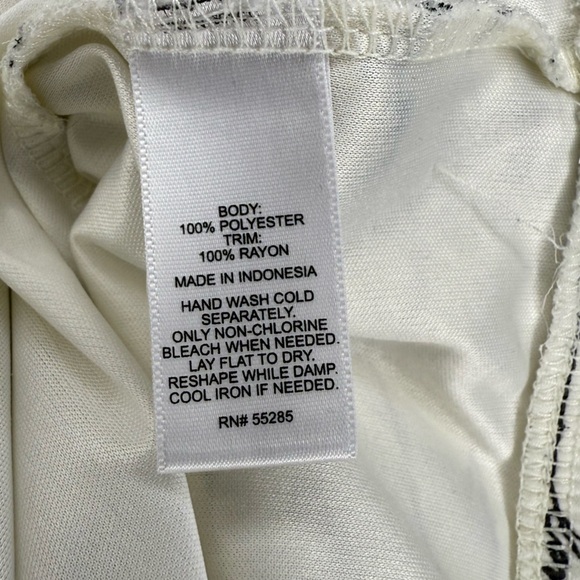 BODY:
100% POLYESTER
TRIM:
100% RAYON
MADE IN INDONESIA
HAND WASH COLD
SEPARATELY.
ONLY NON-CHLORINE
BLEACH WHEN NEEDED.
LAY FLAT TO DRY.
RESHAPE WHILE DAMP.
COOL IRON IF NEEDED.
RN# 55285